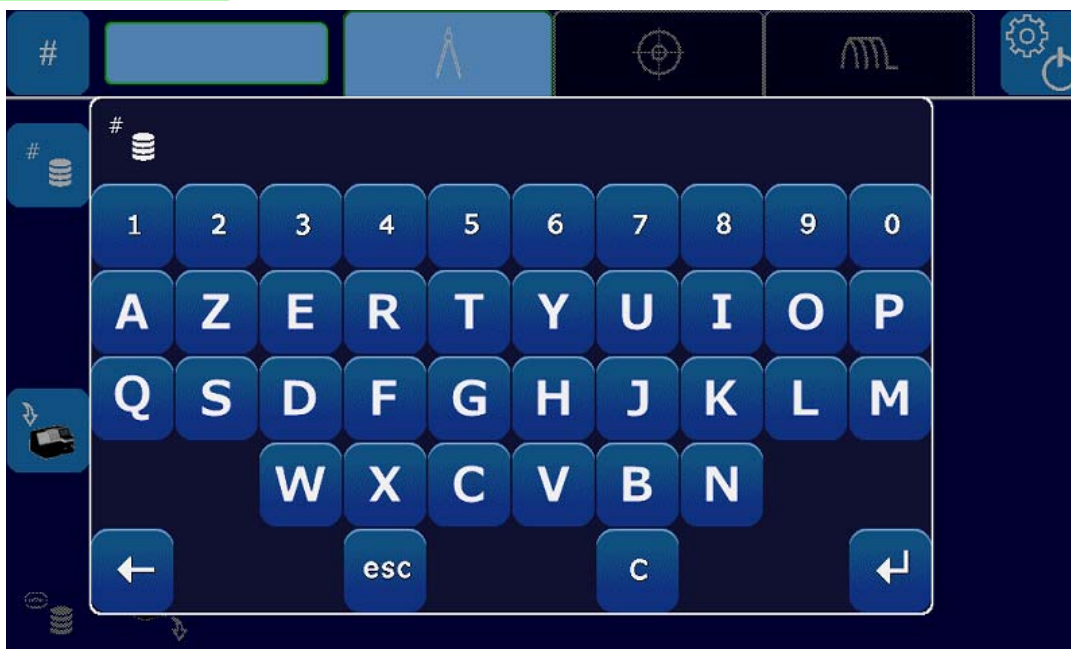 #
#
#
1 2 3 4 5 6 7 8 9 0
A Z E R T Y U I O P
Q S D F G H J K L M
W X C V B N
esc C